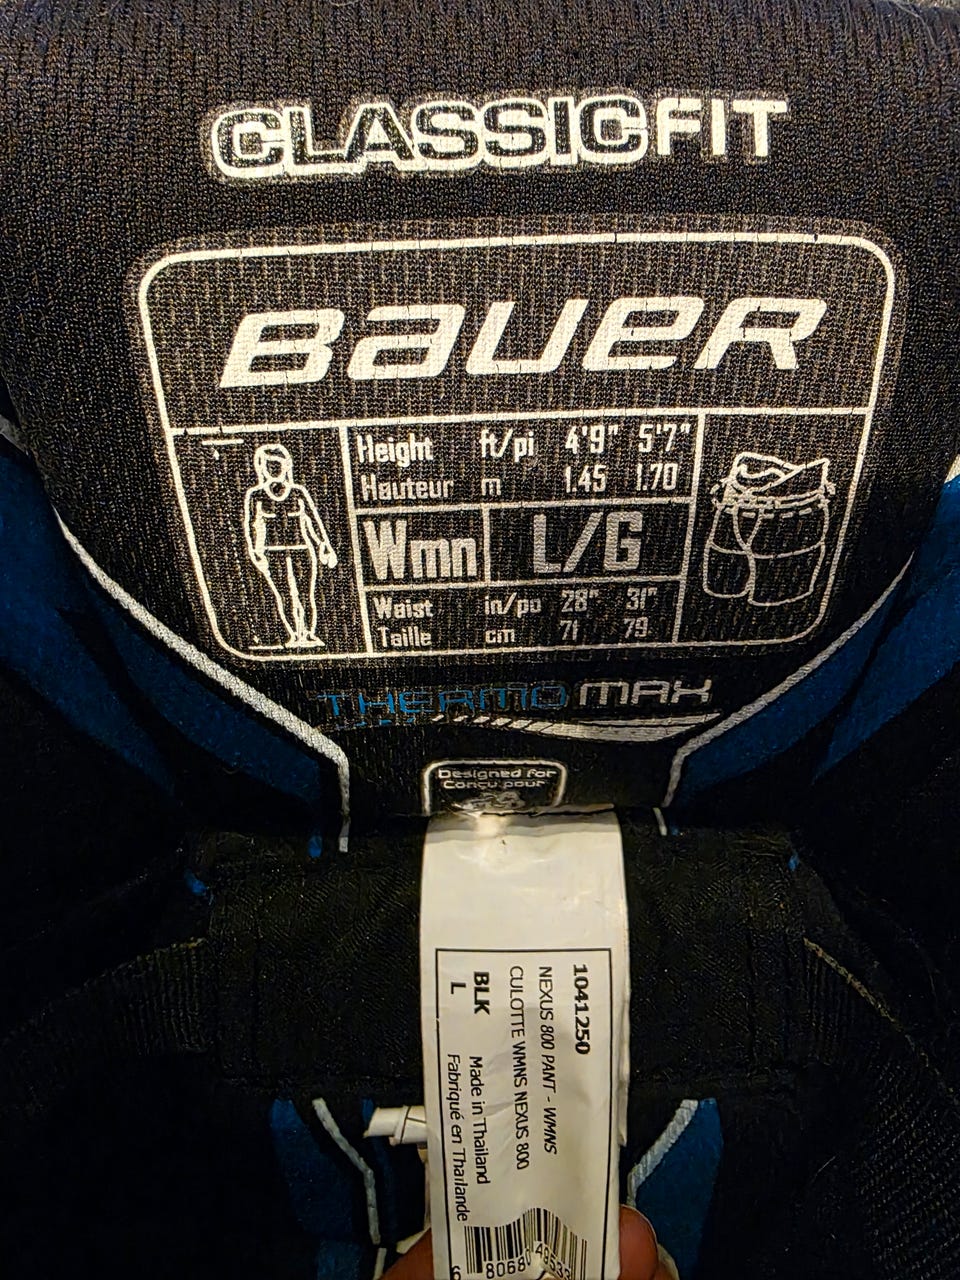 CLASSICFIT
BAUER
Height ft/pi 4'9" 5'7"
Hauteur m 1.45 1.70
Wmn L/G
Waist in/po 28" 31"
Taille cm 71 79
THERMOMAX
Designed for
Conçu pour
1041250
NEXUS 800 PANT - WMNS
CULOTTE WMNS NEXUS 800
BLK
L
Made in Thailand
Fabriqué en Thaïlande